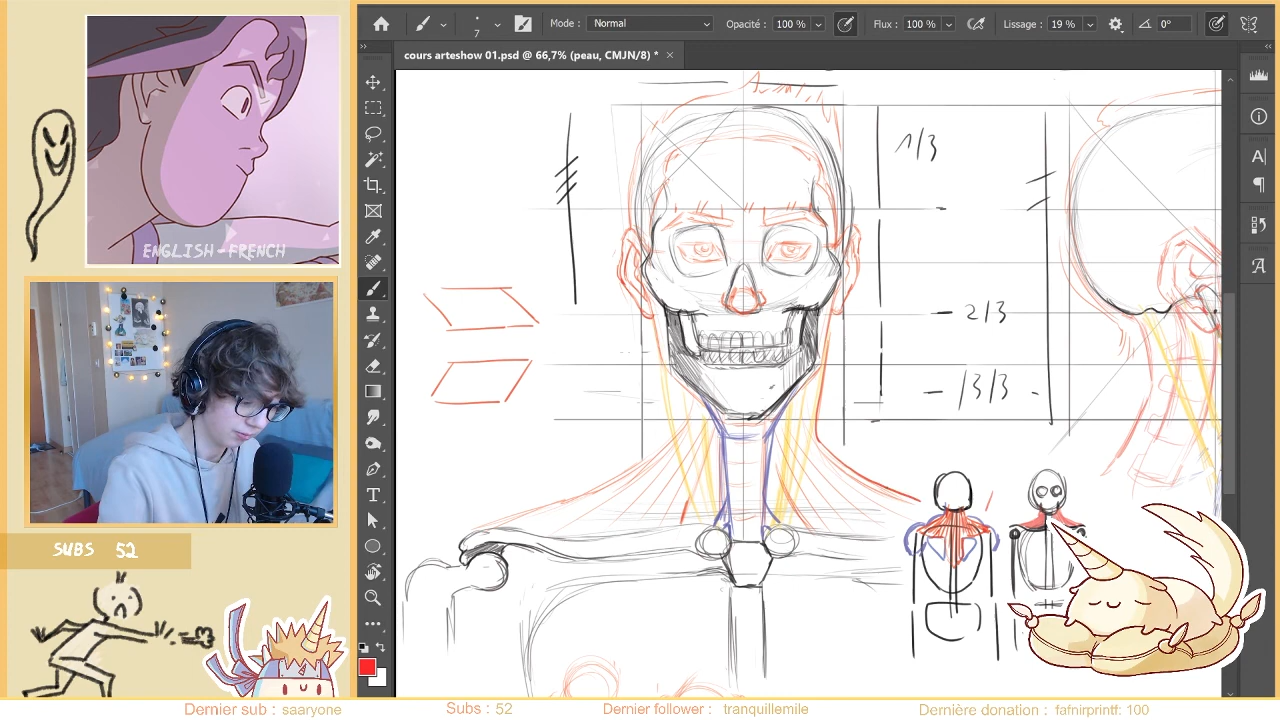 Mode :
Normal
Opacité :
100 %
Flux :
100 %
Lissage :
19 %
0°
7
cours arteshow 01.psd @ 66,7% (peau, CMJN/8) *
1/3
2/3
3/3
ENGLISH-FRENCH
SUBS 52
Dernier sub : saaryone
Subs : 52
Dernier follower : tranquillemile
Dernière donation : fafnirprintf: 100